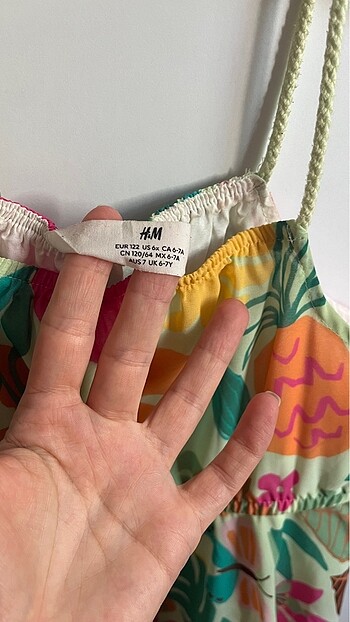 H&M
EUR 122 US 6x CA 6-7A
CN 120/64 MX 6-7A
AUS 7 UK 6-7Y